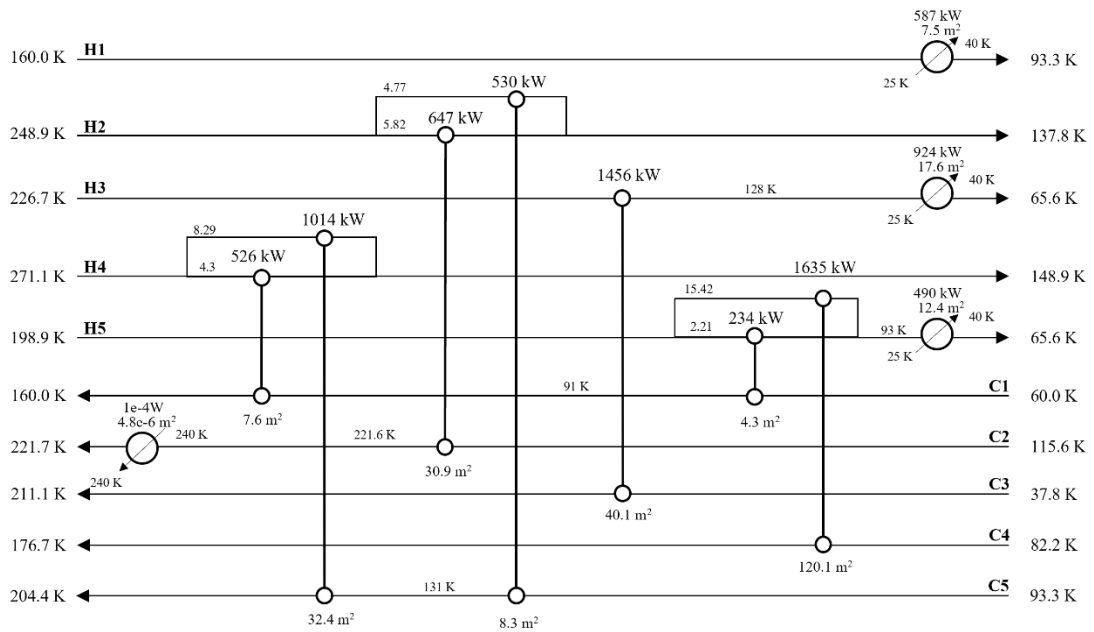 587 kW
7.5 m²
160.0 K H1 40 K 93.3 K
25 K
530 kW
4.77
647 kW
5.82
248.9 K H2 137.8 K
924 kW
17.6 m²
1456 kW
128 K 40 K
226.7 K H3 65.6 K
25 K
1014 kW
8.29
526 kW
4.3
271.1 K H4 148.9 K
1635 kW
15.42
490 kW
12.4 m²
234 kW
2.21
40 K
198.9 K H5 93 K 65.6 K
25 K
91 K
160.0 K C1 60.0 K
7.6 m² 4.3 m²
1e-4W
4.8e-6 m²
240 K 221.6 K
221.7 K C2 115.6 K
30.9 m²
240 K
211.1 K C3 37.8 K
40.1 m²
176.7 K C4 82.2 K
120.1 m²
131 K
204.4 K C5 93.3 K
32.4 m² 8.3 m²